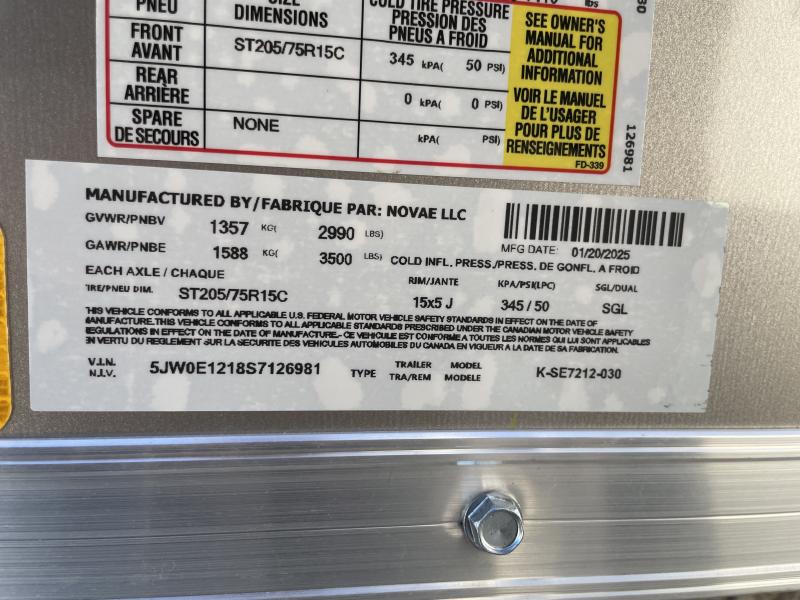 PNEU DIMENSIONS COLD TIRE PRESSURE lbs
PRESSION DES
PNEUS A FROID
FRONT
AVANT ST205/75R15C 345 kPA( 50 PSI)
REAR
ARRIÈRE 0 kPA( 0 PSI)
SPARE
DE SECOURS NONE kPA( PSI)
SEE OWNER'S
MANUAL FOR
ADDITIONAL
INFORMATION
VOIR LE MANUEL
DE L'USAGER
POUR PLUS DE
RENSEIGNEMENTS
FD-339
126981
MANUFACTURED BY/FABRIQUE PAR: NOVAE LLC
GVWR/PNBV 1357 KG( 2990 LBS)
MFG DATE: 01/20/2025
GAWR/PNBE 1588 KG( 3500 LBS) COLD INFL. PRESS./PRESS. DE GONFL. A FROID
EACH AXLE / CHAQUE RIM/JANTE KPA/PSI(LPC) SGL/DUAL
TIRE/PNEU DIM. ST205/75R15C 15x5 J 345 / 50 SGL
THIS VEHICLE CONFORMS TO ALL APPLICABLE U.S. FEDERAL MOTOR VEHICLE SAFETY STANDARDS IN EFFECT ON THE DATE OF
MANUFACTURE. THIS VEHICLE CONFORMS TO ALL APPLICABLE STANDARDS PRESCRIBED UNDER THE CANADIAN MOTOR VEHICLE SAFETY
REGULATIONS IN EFFECT ON THE DATE OF MANUFACTURE.- CE VEHICULE EST CONFORME A TOUTES LES NORMES QUI LUI SONT APPLICABLES
EN VERTU DU REGLEMENT SUR LA SECURITE DES VEHICULES AUTOMOBILES DU CANADA EN VIGUEUR A LA DATE DE SA FABRICATION.
V.I.N. 5JW0E1218S7126981 TYPE TRAILER MODEL K-SE7212-030
N.I.V. TRA/REM MODELE